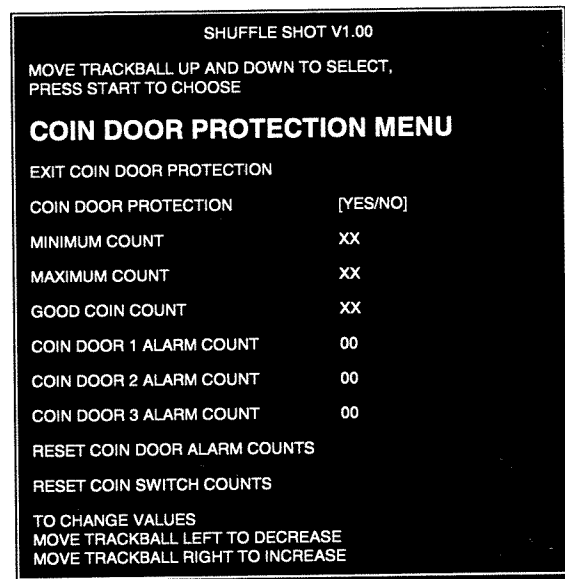 SHUFFLE SHOT V1.00
MOVE TRACKBALL UP AND DOWN TO SELECT,
PRESS START TO CHOOSE
COIN DOOR PROTECTION MENU
EXIT COIN DOOR PROTECTION
COIN DOOR PROTECTION [YES/NO]
MINIMUM COUNT XX
MAXIMUM COUNT XX
GOOD COIN COUNT XX
COIN DOOR 1 ALARM COUNT 00
COIN DOOR 2 ALARM COUNT 00
COIN DOOR 3 ALARM COUNT 00
RESET COIN DOOR ALARM COUNTS
RESET COIN SWITCH COUNTS
TO CHANGE VALUES
MOVE TRACKBALL LEFT TO DECREASE
MOVE TRACKBALL RIGHT TO INCREASE